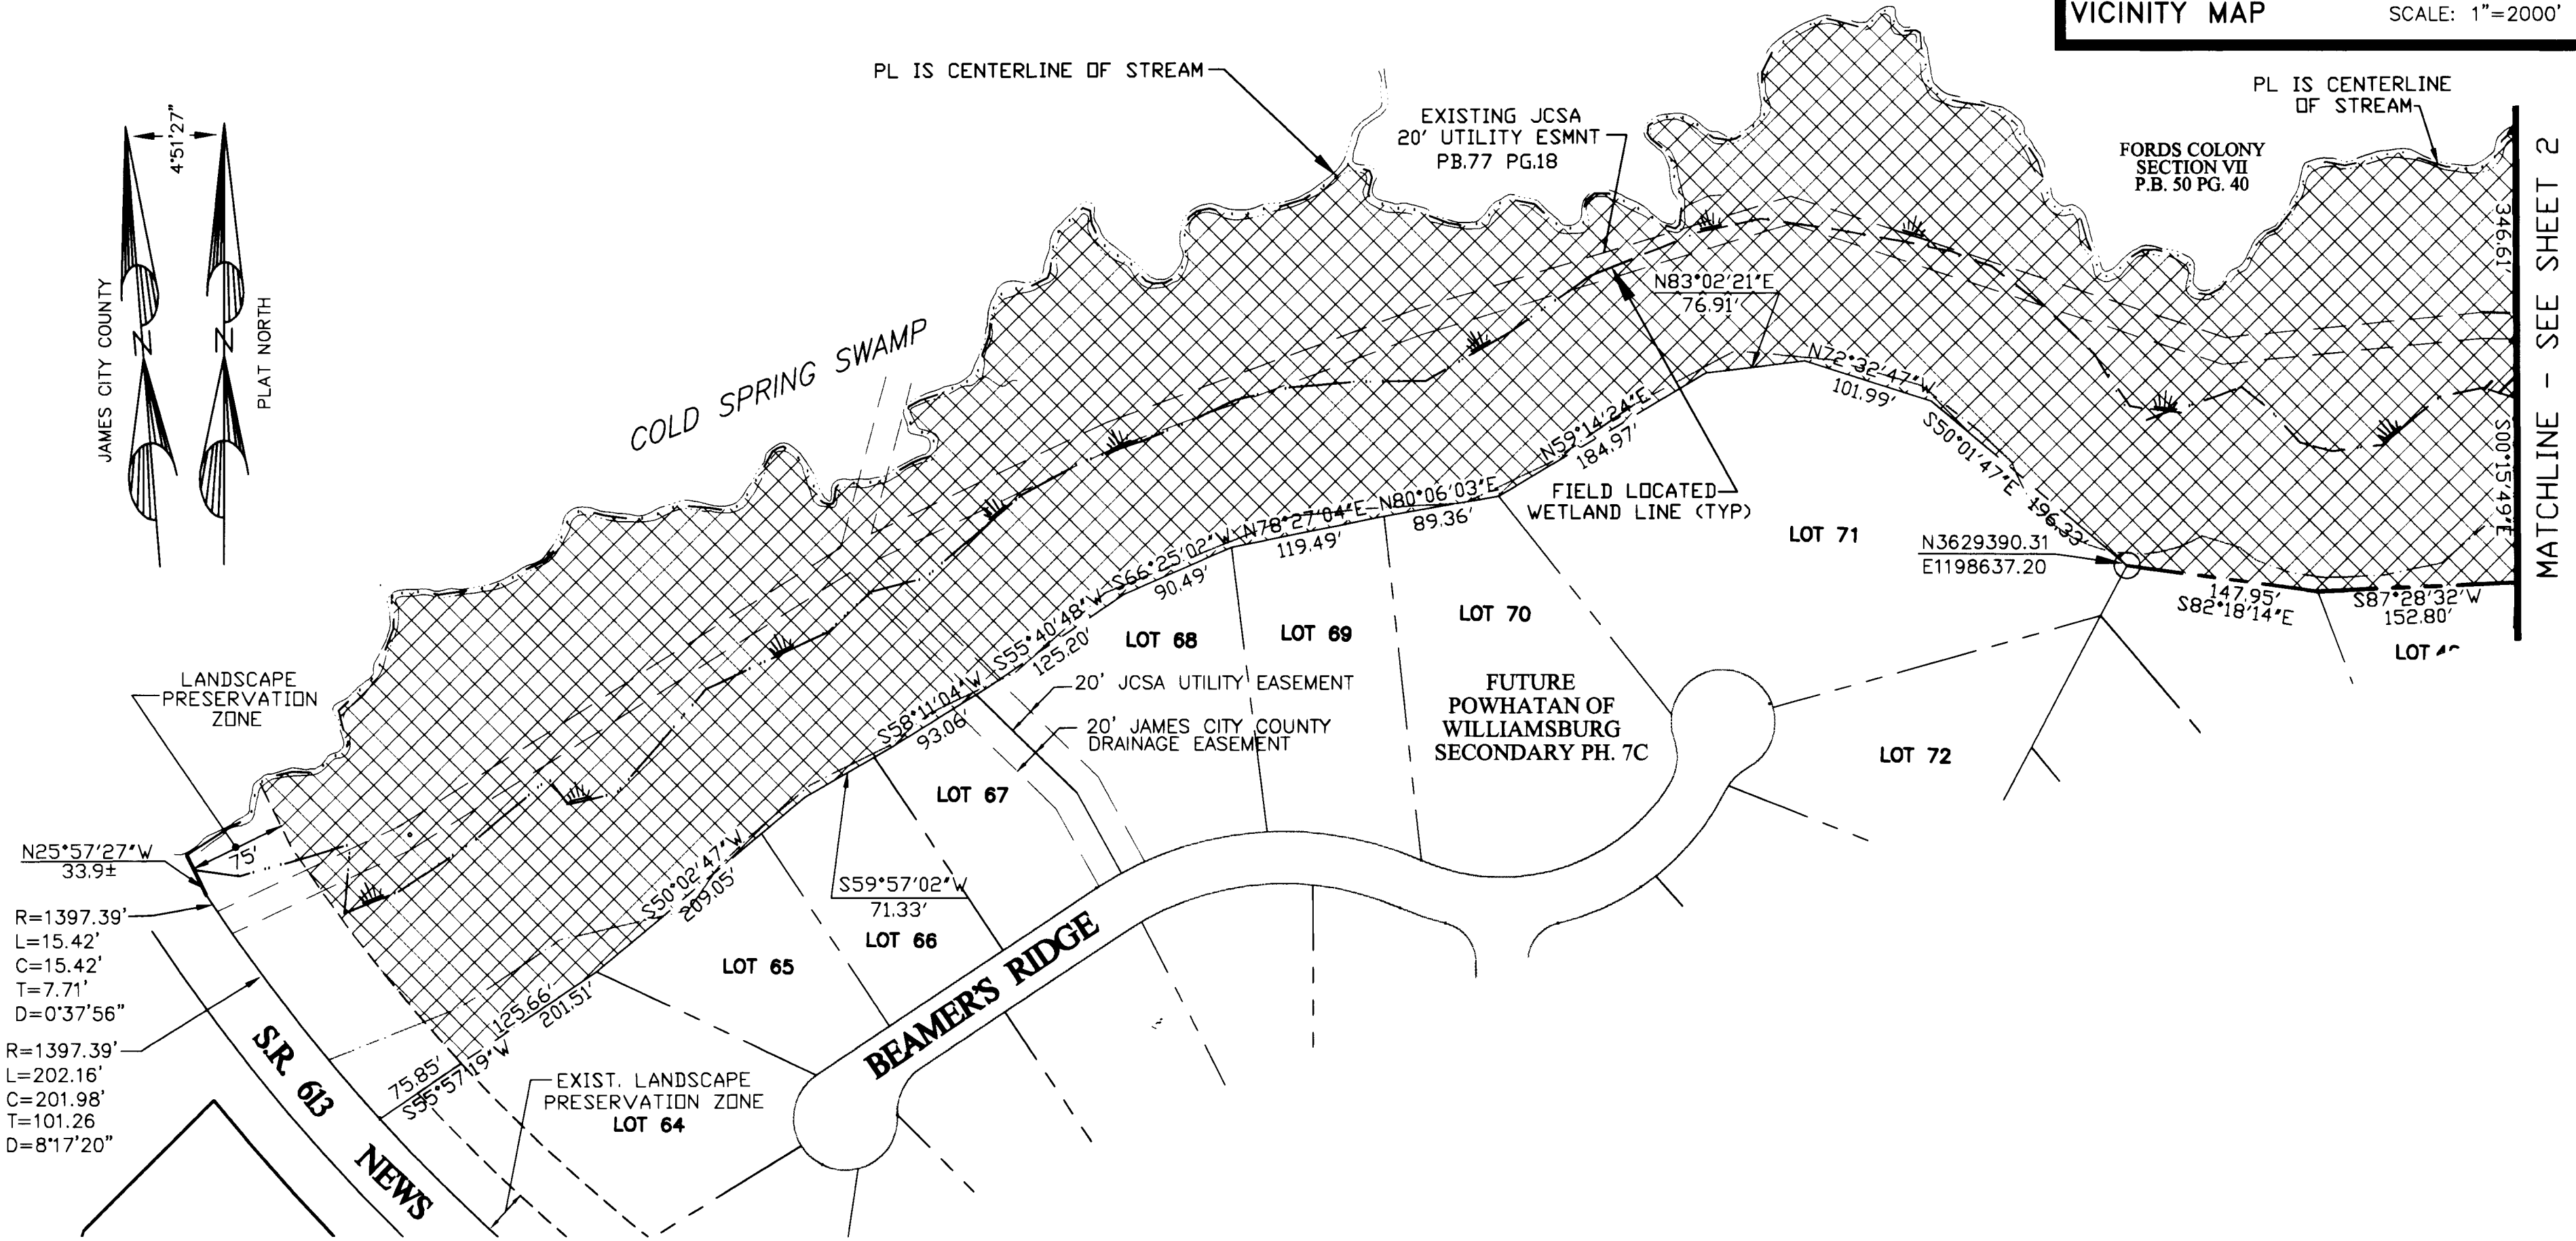 VICINITY MAP
SCALE: 1"=2000'
PL IS CENTERLINE OF STREAM
PL IS CENTERLINE
OF STREAM
4°51'27"
JAMES CITY COUNTY
N
N
PLAT NORTH
EXISTING JCSA
20' UTILITY ESMNT
PB.77 PG.18
FORDS COLONY
SECTION VII
P.B. 50 PG. 40
MATCHLINE - SEE SHEET 2
346.61'
S00°15'49"E
COLD SPRING SWAMP
N83°02'21"E
76.91'
N72°32'47"W
101.99'
S50°01'47"E
196.33'
N59°14'24"E
184.97'
FIELD LOCATED
WETLAND LINE (TYP)
N80°06'03"E
89.36'
N78°27'04"E
119.49'
S66°25'02"W
90.49'
S55°40'48"W
125.20'
S58°11'04"W
93.06'
S59°57'02"W
71.33'
S50°02'47"W
209.05'
125.66'
201.51'
75.85'
S55°57'19"W
LOT 71
N3629390.31
E1198637.20
147.95'
S82°18'14"E
S87°28'32"W
152.80'
LOT
LOT 70
LOT 69
LOT 68
20' JCSA UTILITY EASEMENT
20' JAMES CITY COUNTY
DRAINAGE EASEMENT
FUTURE
POWHATAN OF
WILLIAMSBURG
SECONDARY PH. 7C
LOT 72
LOT 67
LOT 66
LOT 65
LANDSCAPE
PRESERVATION
ZONE
75'
N25°57'27"W
33.9±
R=1397.39'
L=15.42'
C=15.42'
T=7.71'
D=0°37'56"
R=1397.39'
L=202.16'
C=201.98'
T=101.26
D=8°17'20"
S.R. 613 NEWS
BEAMER'S RIDGE
EXIST. LANDSCAPE
PRESERVATION ZONE
LOT 64